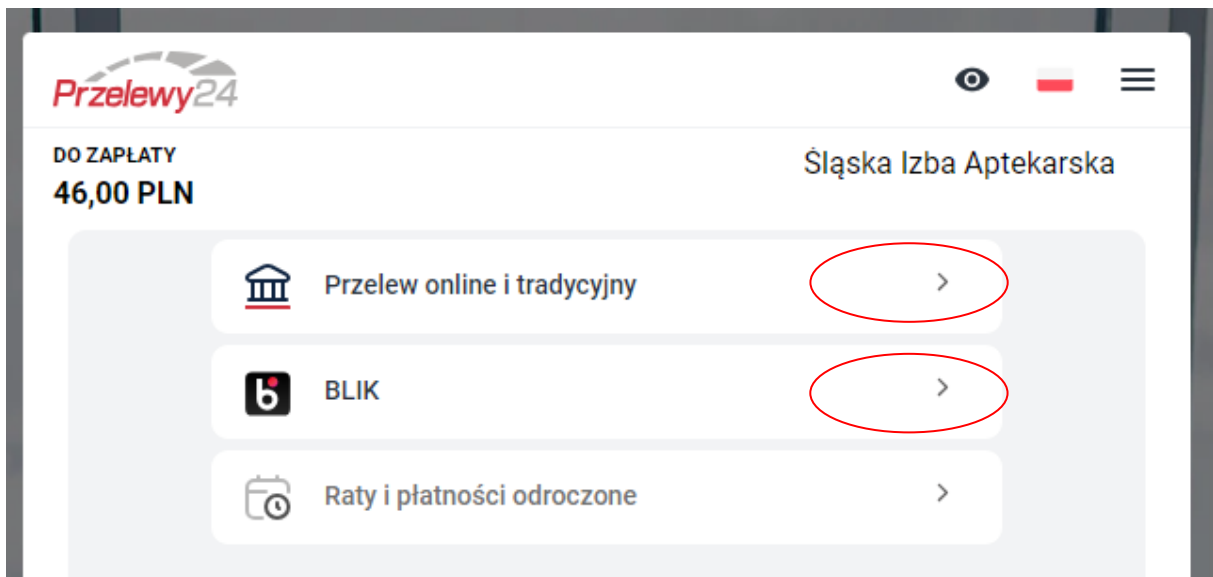 Przelewy24
DO ZAPŁATY
Śląska Izba Aptekarska
46,00 PLN
Przelew online i tradycyjny
BLIK
Raty i płatności odroczone